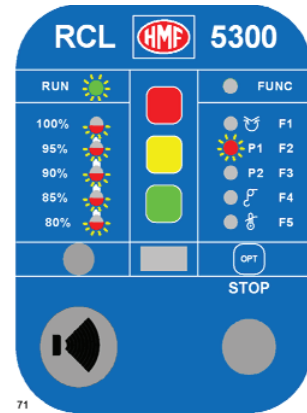 RCL HMF 5300
RUN FUNC
100% F1
95% P1 F2
90% P2 F3
85% F4
80% F5
OPT
STOP
71